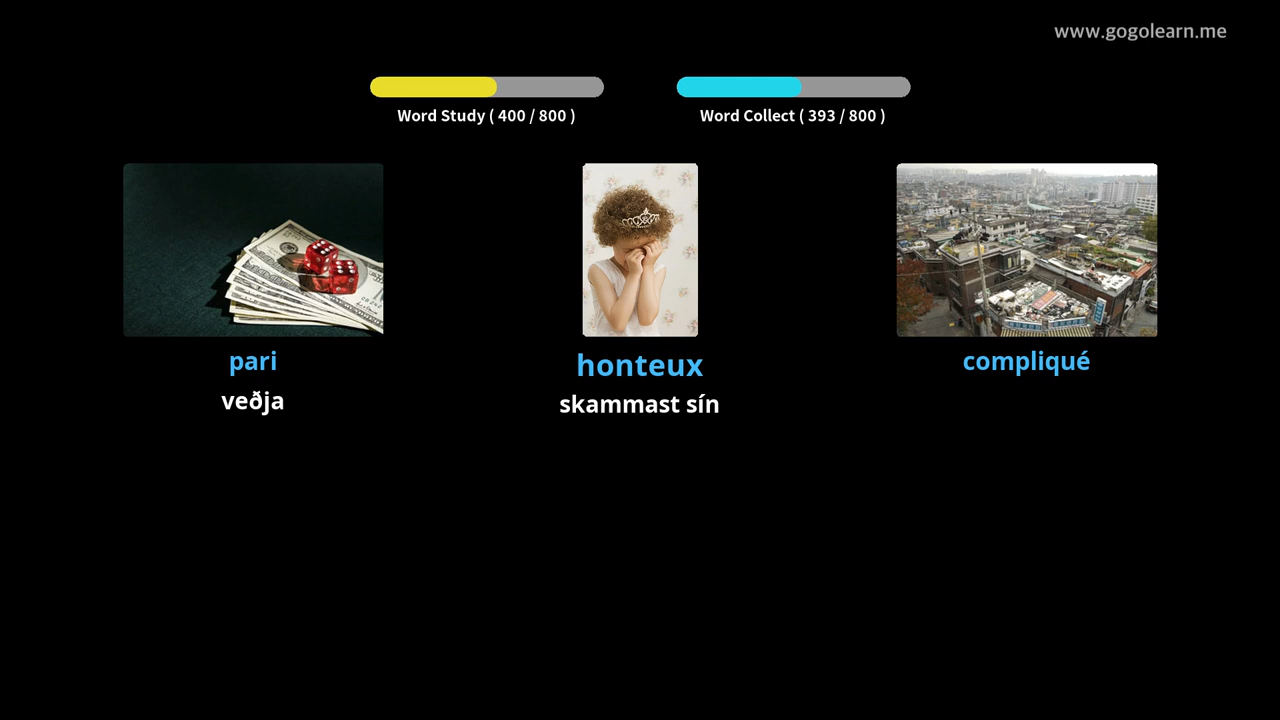 www.gogolearn.me
Word Study ( 400 / 800 )
Word Collect ( 393 / 800 )
pari
honteux
compliqué
veðja
skammast sín